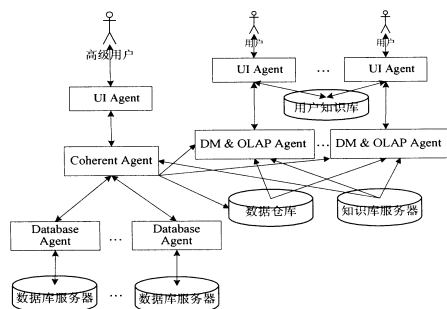 高级用户
用户
用户
UI Agent
...
UI Agent
UI Agent
用户知识库
Coherent Agent
DM & OLAP Agent
...
DM & OLAP Agent
数据仓库
知识库服务器
Database
Agent
...
Database
Agent
数据库服务器
...
数据库服务器